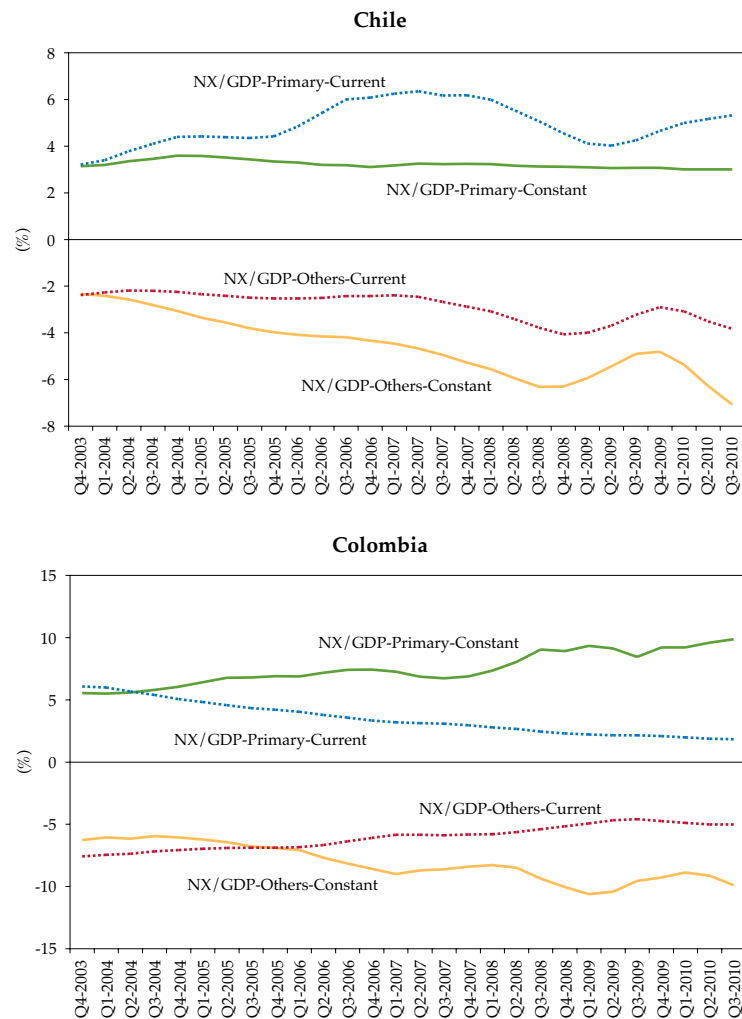 Chile
8
NX/GDP-Primary-Current
6
4
NX/GDP-Primary-Constant
2
(%)
0
NX/GDP-Others-Current
-2
-4
NX/GDP-Others-Constant
-6
-8
Q4-2003
Q1-2004
Q2-2004
Q3-2004
Q4-2004
Q1-2005
Q2-2005
Q3-2005
Q4-2005
Q1-2006
Q2-2006
Q3-2006
Q4-2006
Q1-2007
Q2-2007
Q3-2007
Q4-2007
Q1-2008
Q2-2008
Q3-2008
Q4-2008
Q1-2009
Q2-2009
Q3-2009
Q4-2009
Q1-2010
Q2-2010
Q3-2010
Colombia
15
10
NX/GDP-Primary-Constant
5
NX/GDP-Primary-Current
(%)
0
NX/GDP-Others-Current
-5
NX/GDP-Others-Constant
-10
-15
Q4-2003
Q1-2004
Q2-2004
Q3-2004
Q4-2004
Q1-2005
Q2-2005
Q3-2005
Q4-2005
Q1-2006
Q2-2006
Q3-2006
Q4-2006
Q1-2007
Q2-2007
Q3-2007
Q4-2007
Q1-2008
Q2-2008
Q3-2008
Q4-2008
Q1-2009
Q2-2009
Q3-2009
Q4-2009
Q1-2010
Q2-2010
Q3-2010